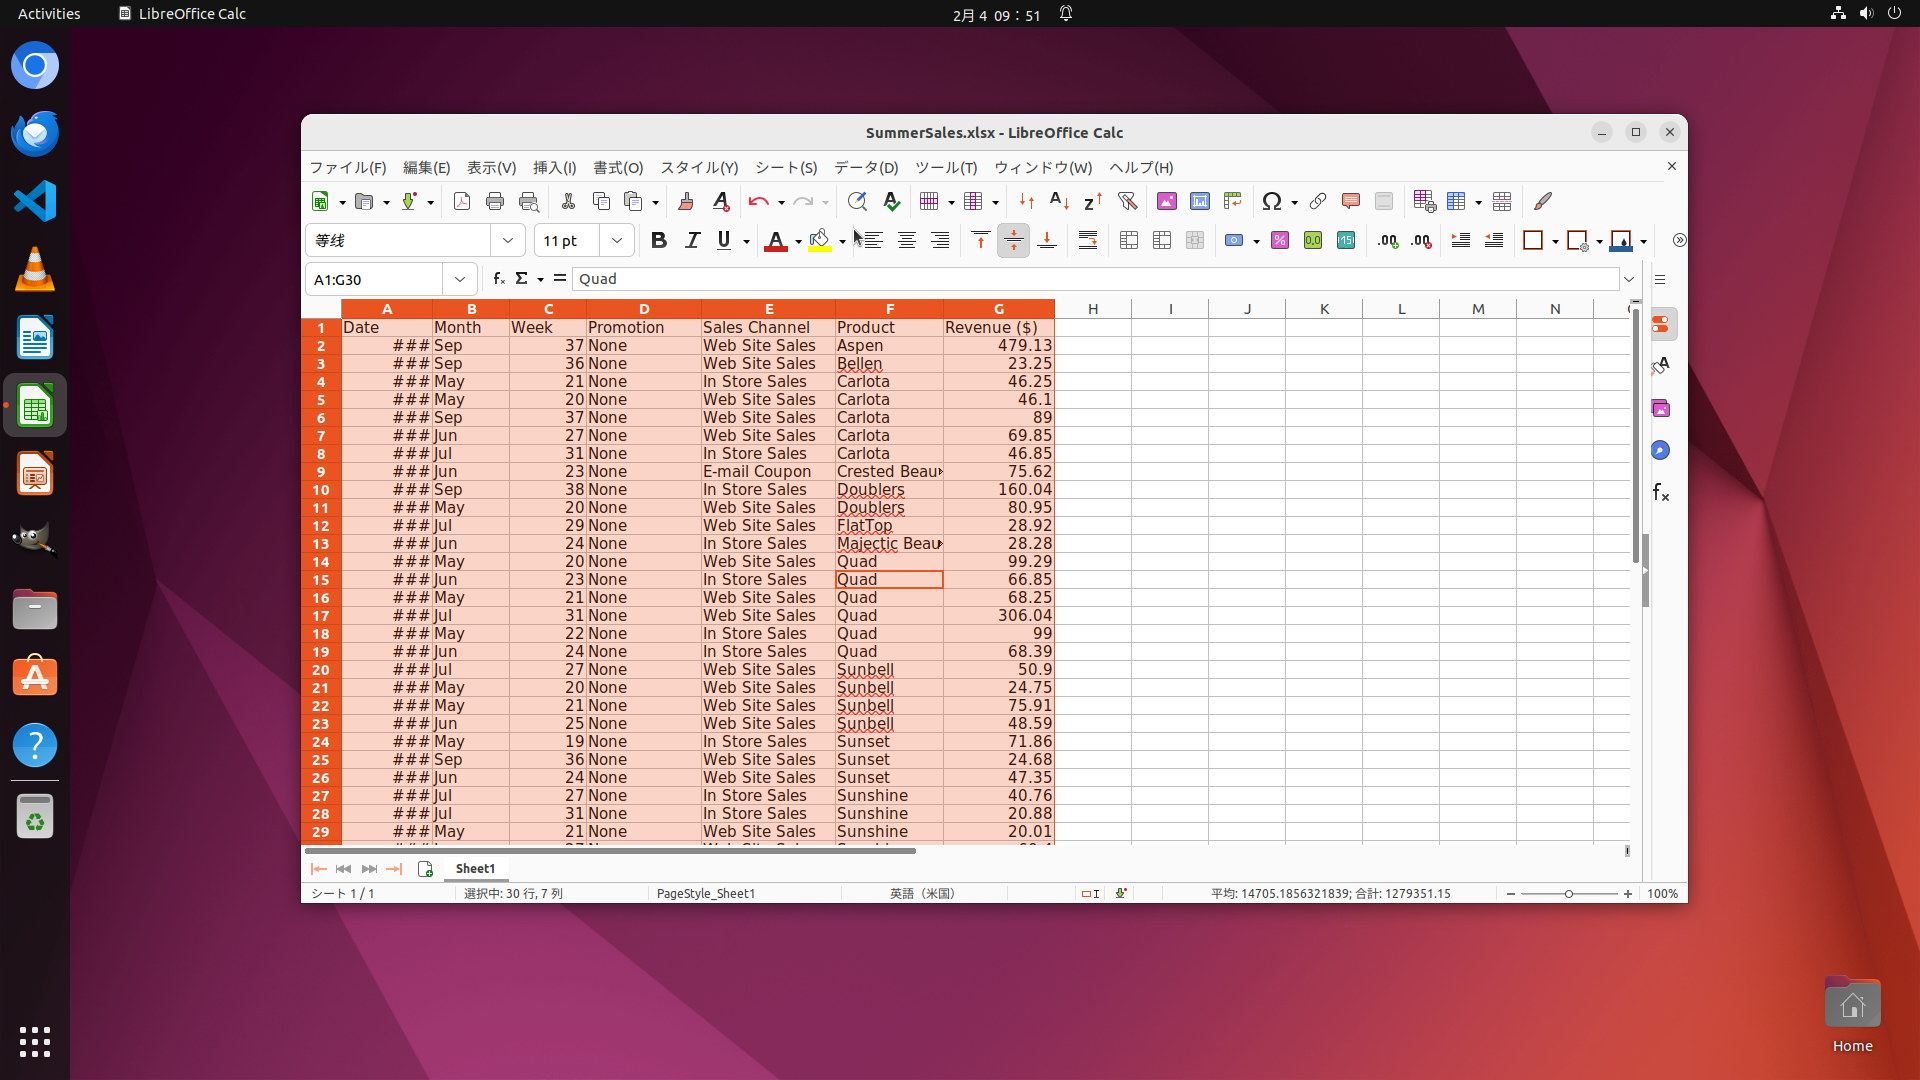 Activities
LibreOffice Calc
2月 4 09：51
SummerSales.xlsx - LibreOffice Calc
ファイル(F) 編集(E) 表示(V) 挿入(I) 書式(O) スタイル(Y) シート(S) データ(D) ツール(T) ウィンドウ(W) ヘルプ(H)
等线 11 pt
A1:G30 Quad
A B C D E F G H I J K L M N
1 Date Month Week Promotion Sales Channel Product Revenue ($)
2 ### Sep 37 None Web Site Sales Aspen 479.13
3 ### Sep 36 None Web Site Sales Bellen 23.25
4 ### May 21 None In Store Sales Carlota 46.25
5 ### May 20 None Web Site Sales Carlota 46.1
6 ### Sep 37 None Web Site Sales Carlota 89
7 ### Jun 27 None Web Site Sales Carlota 69.85
8 ### Jul 31 None In Store Sales Carlota 46.85
9 ### Jun 23 None E-mail Coupon Crested Beau 75.62
10 ### Sep 38 None In Store Sales Doublers 160.04
11 ### May 20 None Web Site Sales Doublers 80.95
12 ### Jul 29 None Web Site Sales FlatTop 28.92
13 ### Jun 24 None In Store Sales Majectic Beau 28.28
14 ### May 20 None Web Site Sales Quad 99.29
15 ### Jun 23 None In Store Sales Quad 66.85
16 ### May 21 None Web Site Sales Quad 68.25
17 ### Jul 31 None Web Site Sales Quad 306.04
18 ### May 22 None In Store Sales Quad 99
19 ### Jun 24 None In Store Sales Quad 68.39
20 ### Jul 27 None Web Site Sales Sunbell 50.9
21 ### May 20 None Web Site Sales Sunbell 24.75
22 ### May 21 None Web Site Sales Sunbell 75.91
23 ### Jun 25 None Web Site Sales Sunbell 48.59
24 ### May 19 None In Store Sales Sunset 71.86
25 ### Sep 36 None Web Site Sales Sunset 24.68
26 ### Jun 24 None Web Site Sales Sunset 47.35
27 ### Jul 27 None In Store Sales Sunshine 40.76
28 ### Jul 31 None In Store Sales Sunshine 20.88
29 ### May 21 None Web Site Sales Sunshine 20.01
Sheet1
シート 1 / 1 選択中: 30 行, 7 列 PageStyle_Sheet1 英語（米国） 平均: 14705.1856321839; 合計: 1279351.15 100%
Home